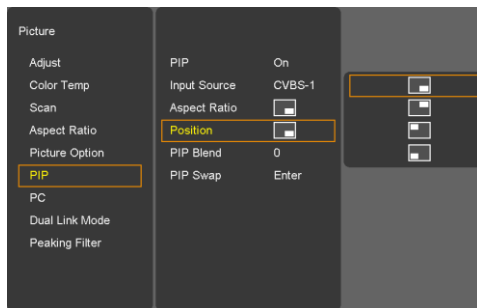 Picture
Adjust
Color Temp
Scan
Aspect Ratio
Picture Option
PIP
PC
Dual Link Mode
Peaking Filter
PIP On
Input Source CVBS-1
Aspect Ratio
Position
PIP Blend 0
PIP Swap Enter